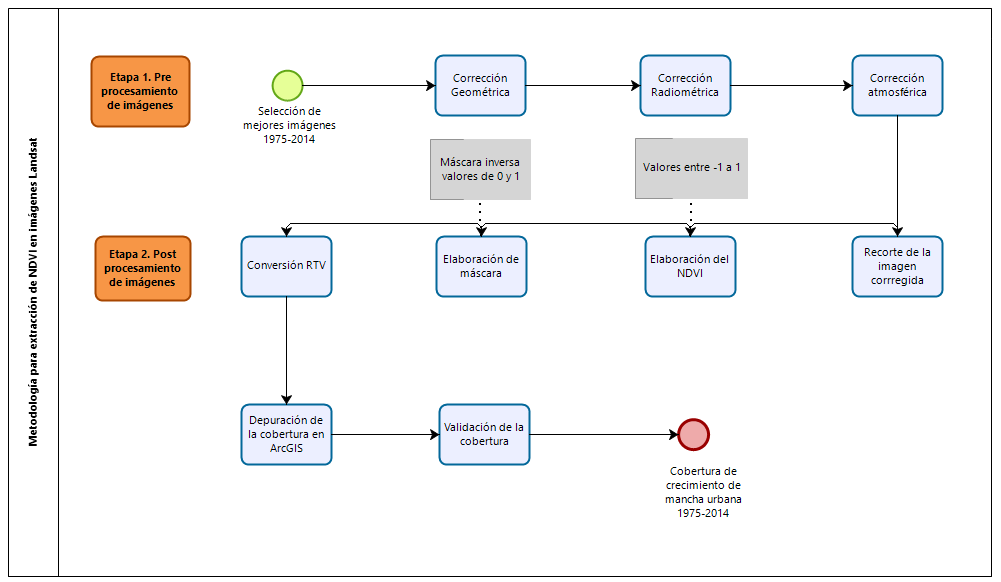 Metodología para extracción de NDVI en imágenes Landsat
Etapa 1. Pre
procesamiento
de imágenes
Selección de
mejores imágenes
1975-2014
Corrección
Geométrica
Corrección
Radiométrica
Corrección
atmosférica
Máscara inversa
valores de 0 y 1
Valores entre -1 a 1
Etapa 2. Post
procesamiento
de imágenes
Conversión RTV
Elaboración de
máscara
Elaboración del
NDVI
Recorte de la
imagen
corrregida
Depuración de
la cobertura en
ArcGIS
Validación de la
cobertura
Cobertura de
crecimiento de
mancha urbana
1975-2014